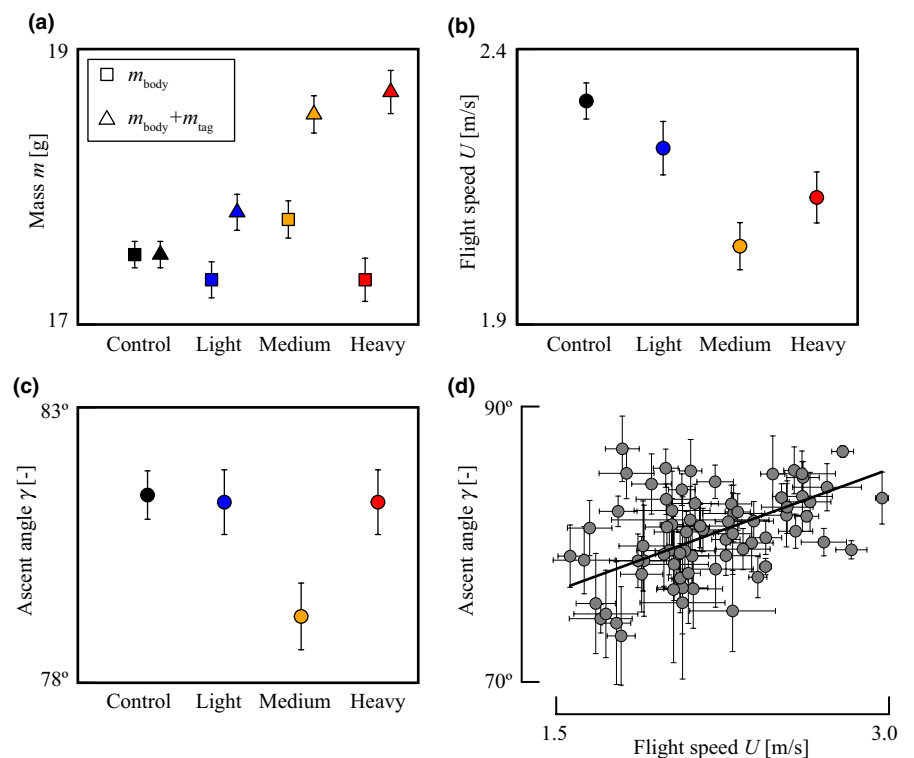 (a)
19
m_body
m_body+m_tag
Mass m [g]
17
Control Light Medium Heavy
(b)
2.4
Flight speed U [m/s]
1.9
Control Light Medium Heavy
(c)
83º
Ascent angle γ [-]
78º
Control Light Medium Heavy
(d)
90º
Ascent angle γ [-]
70º
1.5 3.0
Flight speed U [m/s]